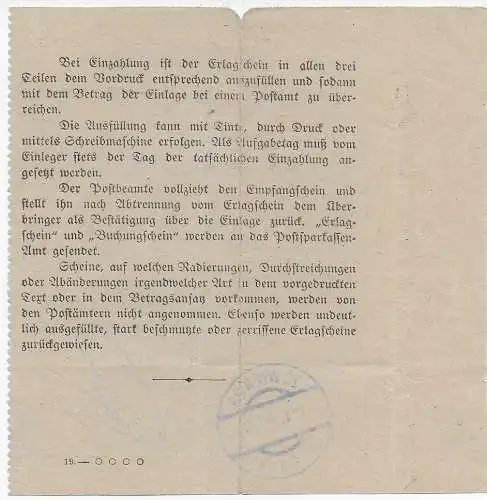 Bei Einzahlung ist der Erlagschein in allen drei
Teilen dem Vordruck entsprechend auszufüllen und sodann
mit dem Betrag der Einlage bei einem Postamt zu über-
reichen.
Die Ausfüllung kann mit Tinte, durch Druck oder
mittels Schreibmaschine erfolgen. Als Aufgabetag muß vom
Einleger stets der Tag der tatsächlichen Einzahlung an-
gesetzt werden.
Der Postbeamte vollzieht den Empfangschein und
stellt ihn nach Abtrennung vom Erlagschein dem Über-
bringer als Bestätigung über die Einlage zurück. „Erlag-
schein“ und „Buchungschein“ werden an das Postsparkassen-
Amt gesendet.
Scheine, auf welchen Radierungen, Durchstreichungen
oder Abänderungen irgendwelcher Art in dem vorgedruckten
Text oder in dem Betragsansatz vorkommen, werden von
den Postämtern nicht angenommen. Ebenso werden undeut-
lich ausgefüllte, stark beschmutzte oder zerrissene Erlagscheine
zurückgewiesen.
19.— ○ ○ ○ ○